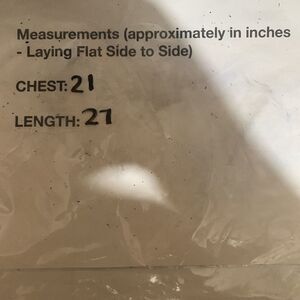 Measurements (approximately in inches
- Laying Flat Side to Side)
CHEST: 21
LENGTH: 27